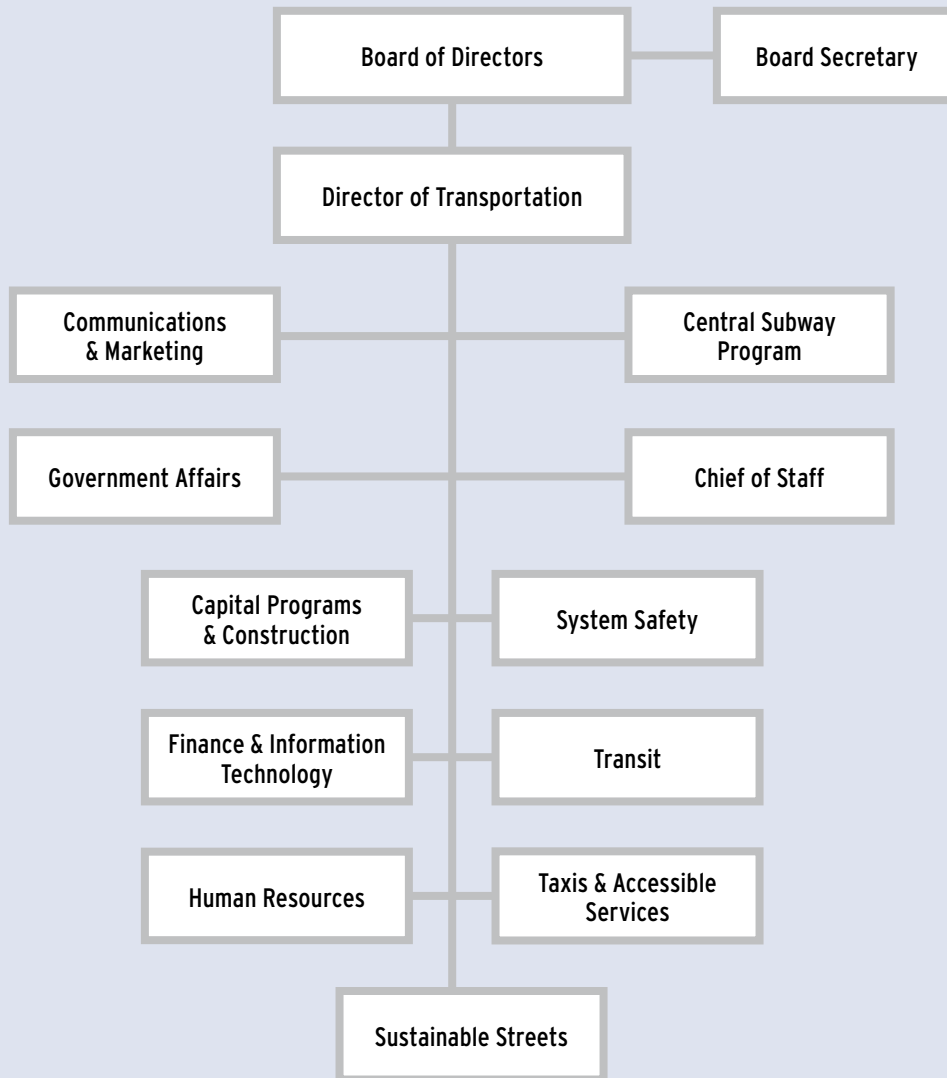 Board of Directors
Board Secretary
Director of Transportation
Communications
& Marketing
Central Subway
Program
Government Affairs
Chief of Staff
Capital Programs
& Construction
System Safety
Finance & Information
Technology
Transit
Human Resources
Taxis & Accessible
Services
Sustainable Streets